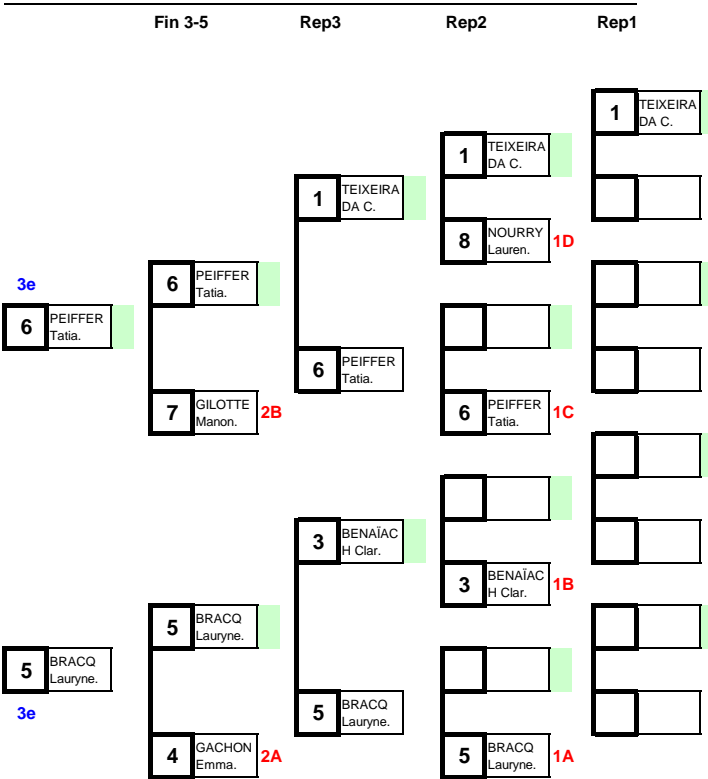 Fin 3-5 Rep3 Rep2 Rep1
1 TEIXEIRA
DA C.
1 TEIXEIRA
DA C.
1 TEIXEIRA
DA C.
8 NOURRY 1D
Lauren.
6 PEIFFER
Tatia.
3e
6 PEIFFER
Tatia.
6 PEIFFER
Tatia.
7 GILOTTE 2B
Manon.
6 PEIFFER 1C
Tatia.
3 BENAÏAC
H Clar.
3 BENAÏAC 1B
H Clar.
5 BRACQ
Lauryne.
5 BRACQ
Lauryne.
3e
5 BRACQ
Lauryne.
4 GACHON 2A
Emma.
5 BRACQ 1A
Lauryne.